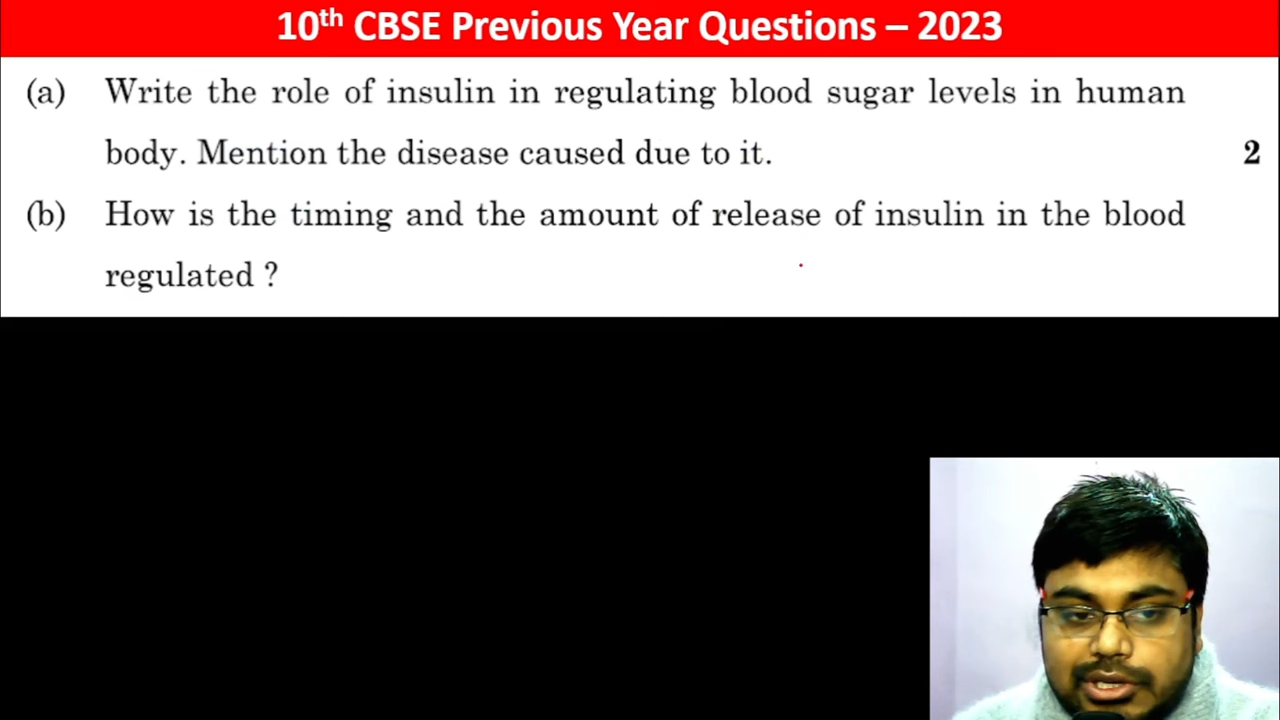 10th CBSE Previous Year Questions – 2023
(a) Write the role of insulin in regulating blood sugar levels in human
body. Mention the disease caused due to it. 2
(b) How is the timing and the amount of release of insulin in the blood
regulated ?